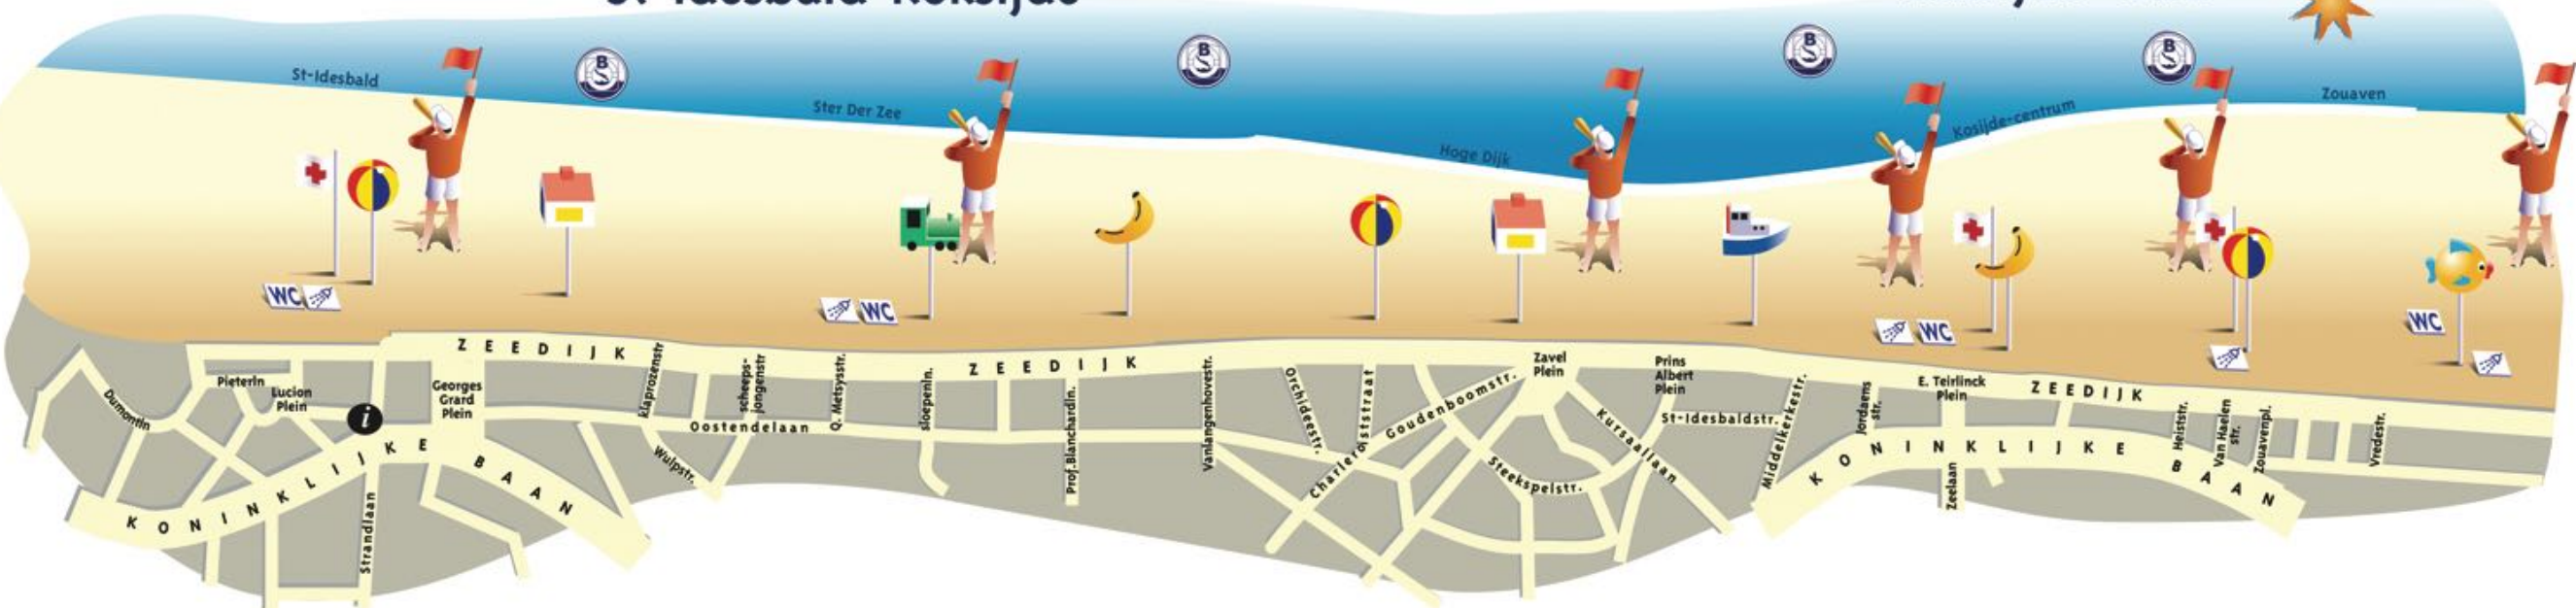 St-Idesbald
B
Ster Der Zee
B
Hoge Dijk
B
Kosijde-centrum
B
Zouaven
WC
WC
WC
WC
ZEEDIJK
ZEEDIJK
ZEEDIJK
Dumontln
Pieterln
Lucion
Plein
i
Georges
Grard
Plein
klaprozenstr
scheeps-
jongenstr
Q. Metsysstr.
sloepenln.
Oostendelaan
Wulpstr.
Prof.Blanchardln.
Vanlangenhovestr.
Orchideestr.
Charleroistraat
Goudenboomstr.
Zavel
Plein
Prins
Albert
Plein
Kursaallaan
St-Idesbaldstr.
Steekspelstr.
Middelkerkestr.
Jordaens
str.
E. Teirlinck
Plein
Zeelaan
Heiststr.
Van Haelen
str.
Zouavenpl.
Vredestr.
KONINKLIJKE BAAN
Strandlaan
KONINKLIJKE BAAN